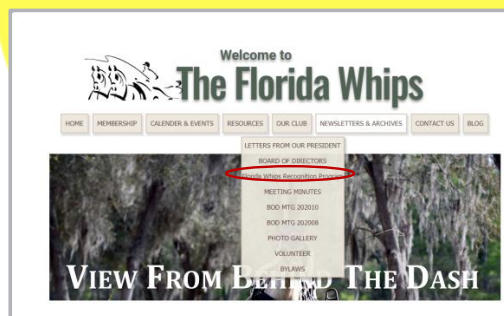 Welcome to
The Florida Whips
HOME MEMBERSHIP CALENDER & EVENTS RESOURCES OUR CLUB NEWSLETTERS & ARCHIVES CONTACT US BLOG
LETTERS FROM OUR PRESIDENT
BOARD OF DIRECTORS
Florida Whips Recognition Program
MEETING MINUTES
BOD MTG 202010
BOD MTG 202008
PHOTO GALLERY
VOLUNTEER
BYLAWS
VIEW FROM BEHIND THE DASH